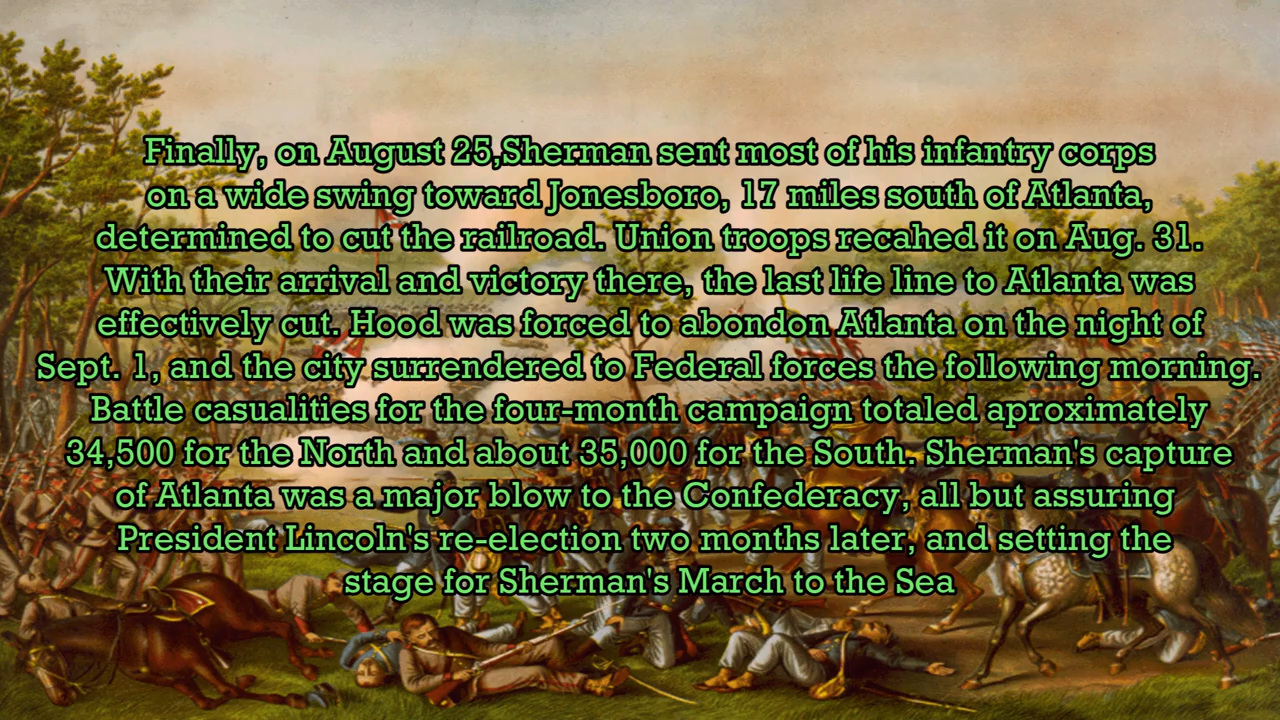 Finally, on August 25,Sherman sent most of his infantry corps
on a wide swing toward Jonesboro, 17 miles south of Atlanta,
determined to cut the railroad. Union troops recahed it on Aug. 31.
With their arrival and victory there, the last life line to Atlanta was
effectively cut. Hood was forced to abondon Atlanta on the night of
Sept. 1, and the city surrendered to Federal forces the following morning.
Battle casualities for the four-month campaign totaled aproximately
34,500 for the North and about 35,000 for the South. Sherman's capture
of Atlanta was a major blow to the Confederacy, all but assuring
President Lincoln's re-election two months later, and setting the
stage for Sherman's March to the Sea